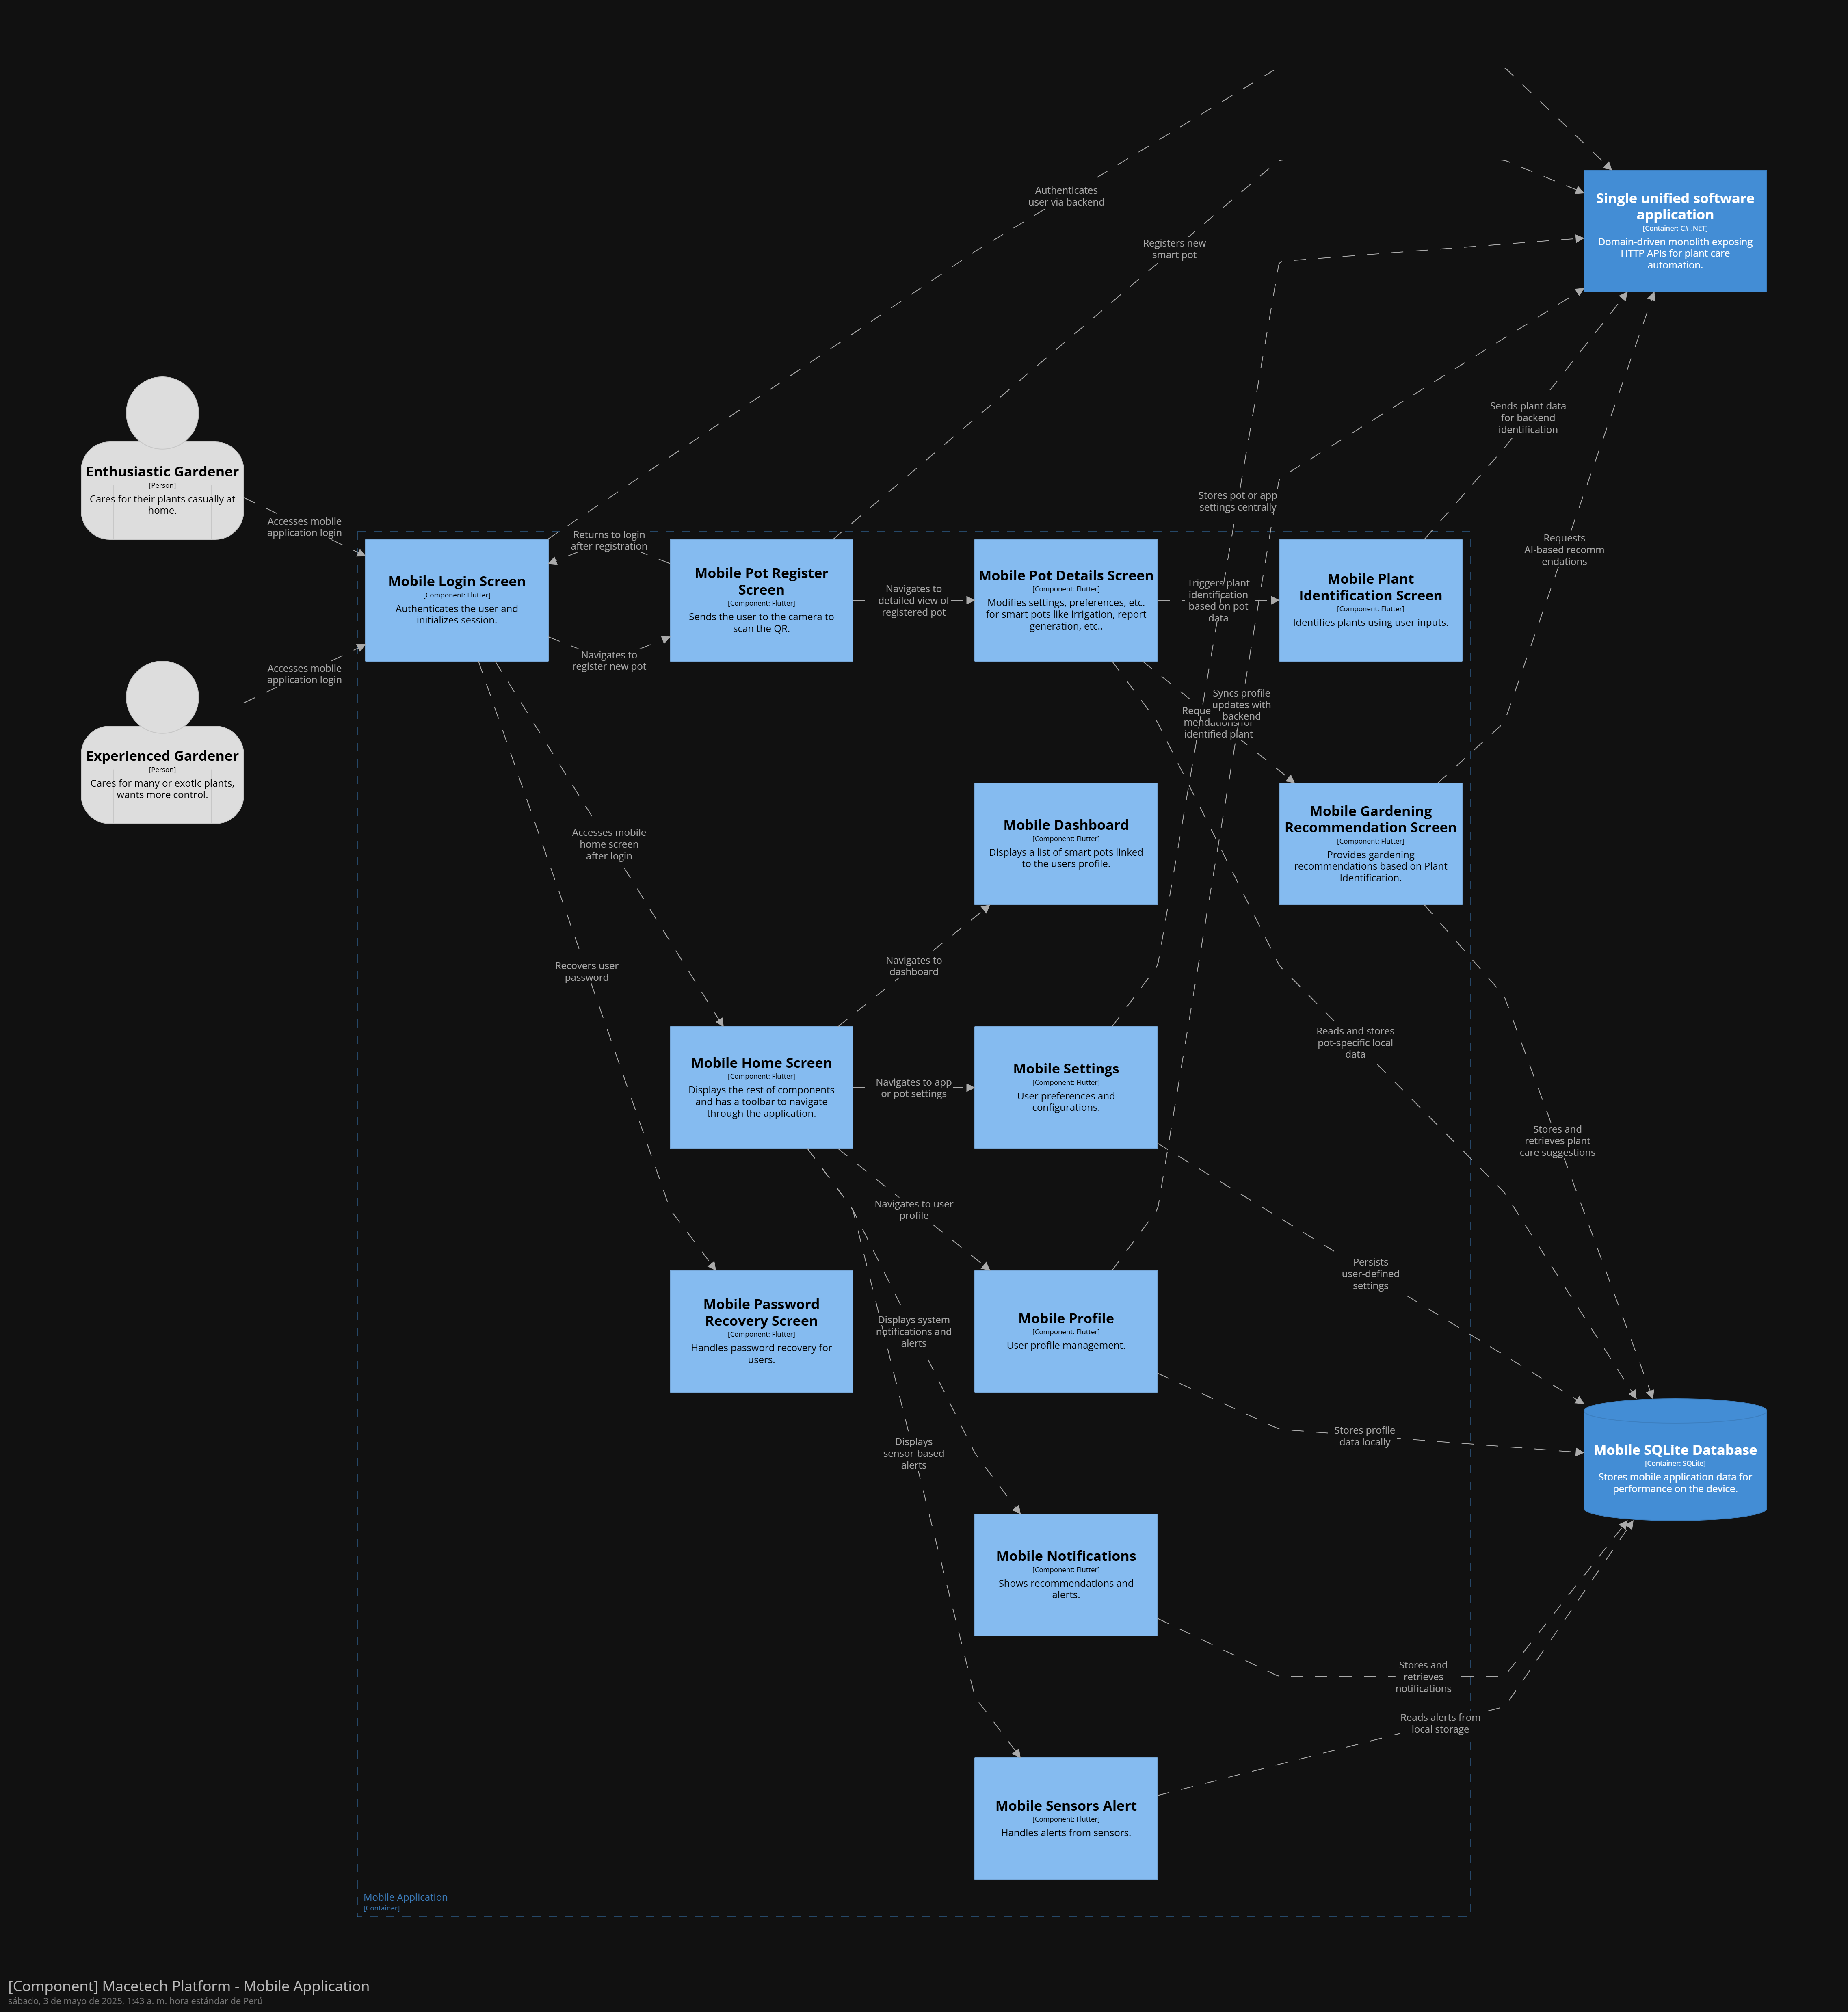 Authenticates
user via backend
Registers new
smart pot
Single unified software
application
[Container: C# .NET]
Domain-driven monolith exposing
HTTP APIs for plant care
automation.
Sends plant data
for backend
identification
Enthusiastic Gardener
[Person]
Cares for their plants casually at
home.
Accesses mobile
application login
Stores pot or app
settings centrally
Requests
AI-based recomm
endations
Returns to login
after registration
Mobile Login Screen
[Component: Flutter]
Authenticates the user and
initializes session.
Mobile Pot Register
Screen
[Component: Flutter]
Sends the user to the camera to
scan the QR.
Navigates to
detailed view of
registered pot
Mobile Pot Details Screen
[Component: Flutter]
Modifies settings, preferences, etc.
for smart pots like irrigation, report
generation, etc..
Triggers plant
identification
based on pot
data
Mobile Plant
Identification Screen
[Component: Flutter]
Identifies plants using user inputs.
Navigates to
register new pot
Accesses mobile
application login
Experienced Gardener
[Person]
Cares for many or exotic plants,
wants more control.
Syncs profile
updates with
backend
identified plant
Mobile Dashboard
[Component: Flutter]
Displays a list of smart pots linked
to the users profile.
Mobile Gardening
Recommendation Screen
[Component: Flutter]
Provides gardening
recommendations based on Plant
Identification.
Accesses mobile
home screen
after login
Recovers user
password
Navigates to
dashboard
Reads and stores
pot-specific local
data
Mobile Home Screen
[Component: Flutter]
Displays the rest of components
and has a toolbar to navigate
through the application.
Navigates to app
or pot settings
Mobile Settings
[Component: Flutter]
User preferences and
configurations.
Stores and
retrieves plant
care suggestions
Navigates to user
profile
Persists
user-defined
settings
Mobile Password
Recovery Screen
[Component: Flutter]
Handles password recovery for
users.
Displays system
notifications and
alerts
Mobile Profile
[Component: Flutter]
User profile management.
Displays
sensor-based
alerts
Stores profile
data locally
Mobile SQLite Database
[Container: SQLite]
Stores mobile application data for
performance on the device.
Mobile Notifications
[Component: Flutter]
Shows recommendations and
alerts.
Stores and
retrieves
notifications
Reads alerts from
local storage
Mobile Sensors Alert
[Component: Flutter]
Handles alerts from sensors.
Mobile Application
[Container]
[Component] Macetech Platform - Mobile Application
sábado, 3 de mayo de 2025, 1:43 a. m. hora estándar de Perú